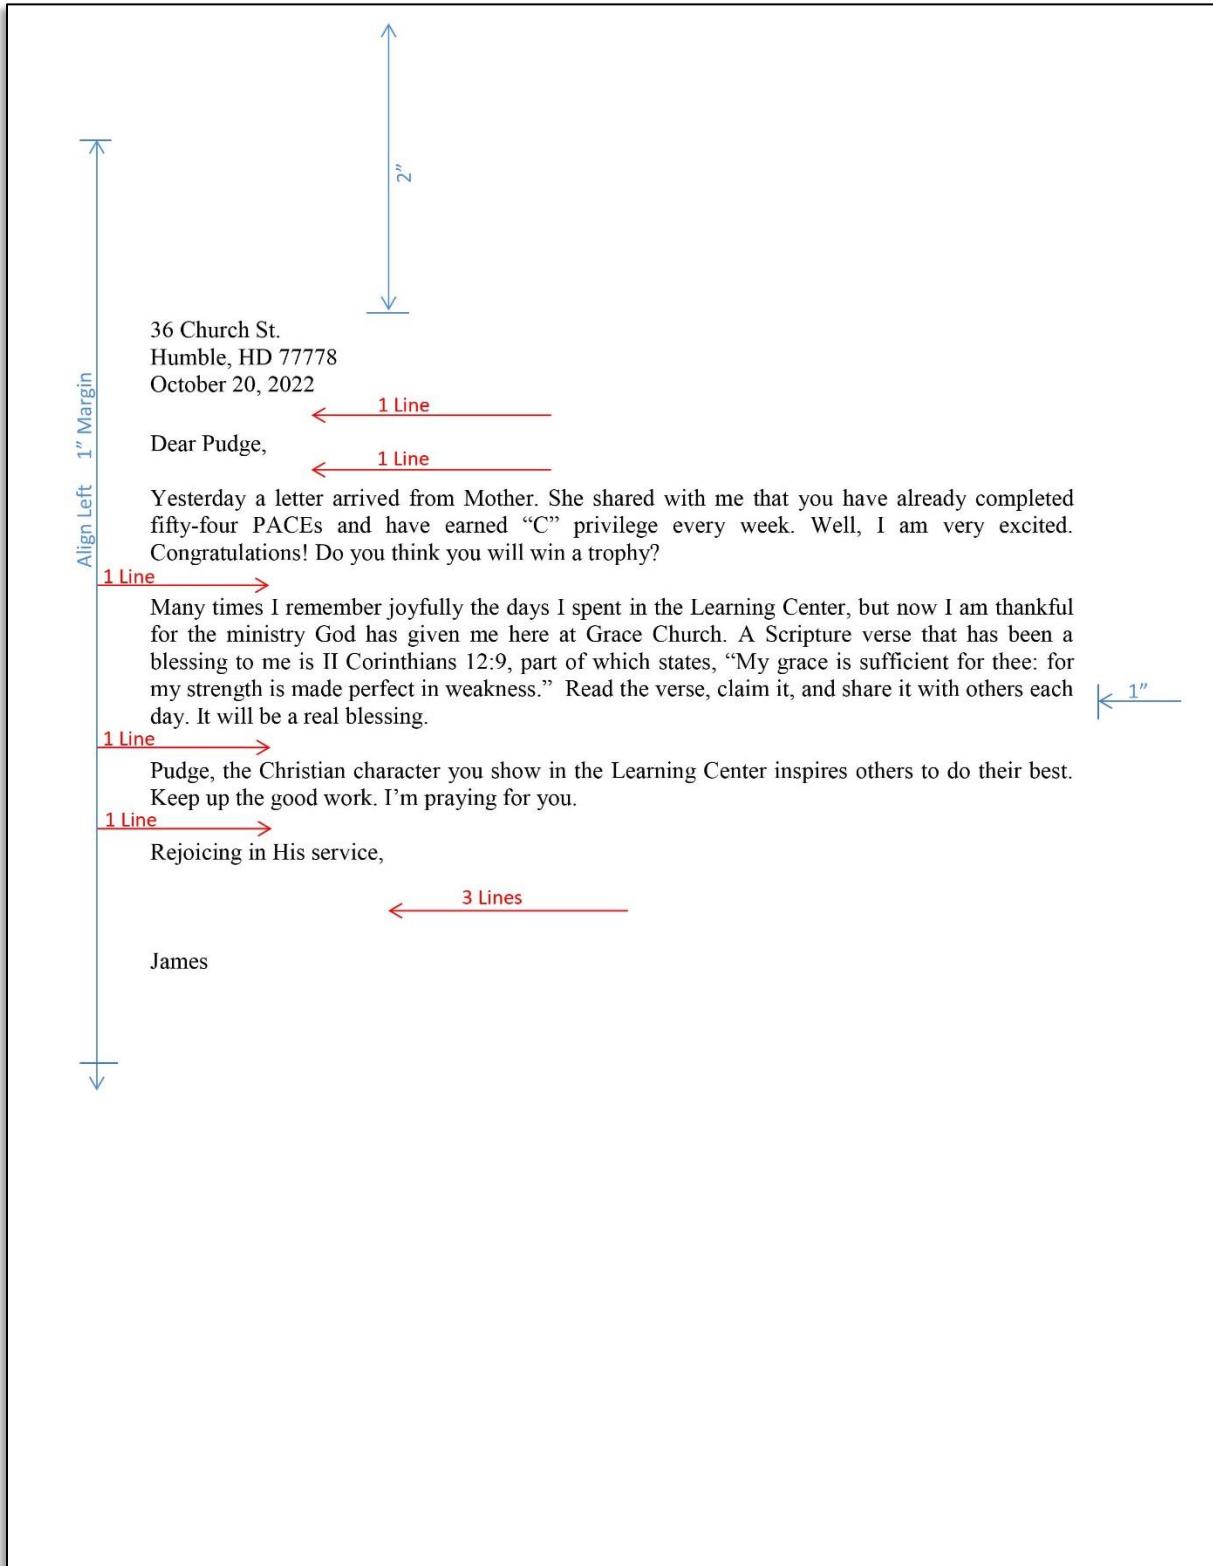 2”
36 Church St.
Humble, HD 77778
October 20, 2022
1 Line
Dear Pudge,
1 Line
Align Left 1” Margin
Yesterday a letter arrived from Mother. She shared with me that you have already completed
fifty-four PACEs and have earned “C” privilege every week. Well, I am very excited.
Congratulations! Do you think you will win a trophy?
1 Line
Many times I remember joyfully the days I spent in the Learning Center, but now I am thankful
for the ministry God has given me here at Grace Church. A Scripture verse that has been a
blessing to me is II Corinthians 12:9, part of which states, “My grace is sufficient for thee: for
my strength is made perfect in weakness.”  Read the verse, claim it, and share it with others each
1”
day. It will be a real blessing.
1 Line
Pudge, the Christian character you show in the Learning Center inspires others to do their best.
Keep up the good work. I’m praying for you.
1 Line
Rejoicing in His service,
3 Lines
James